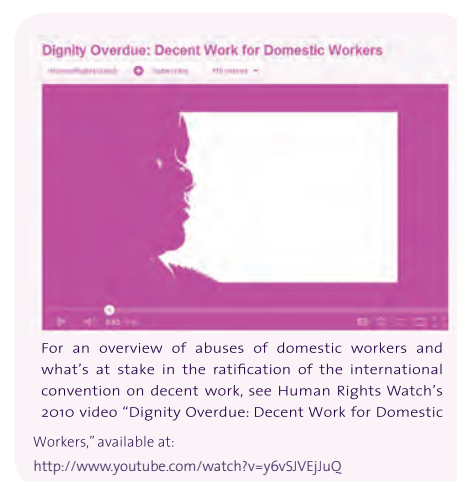 Dignity Overdue: Decent Work for Domestic Workers
HumanRightsWatch Subscribe
For an overview of abuses of domestic workers and
what's at stake in the ratification of the international
convention on decent work, see Human Rights Watch's
2010 video “Dignity Overdue: Decent Work for Domestic
Workers,” available at:
http://www.youtube.com/watch?v=y6vSJVEjJuQ